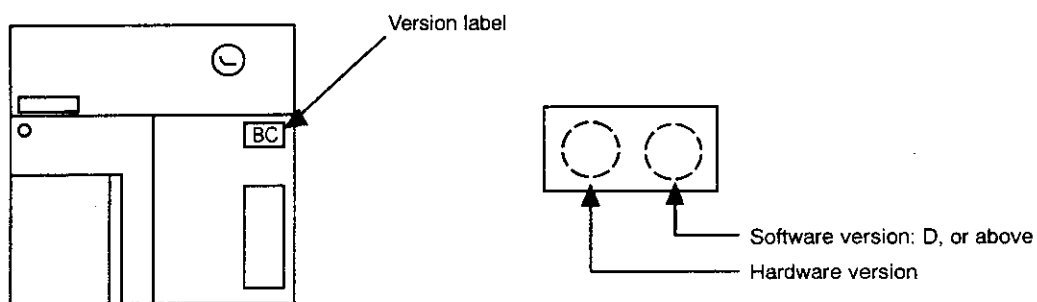 Version label
BC
Software version: D, or above
Hardware version